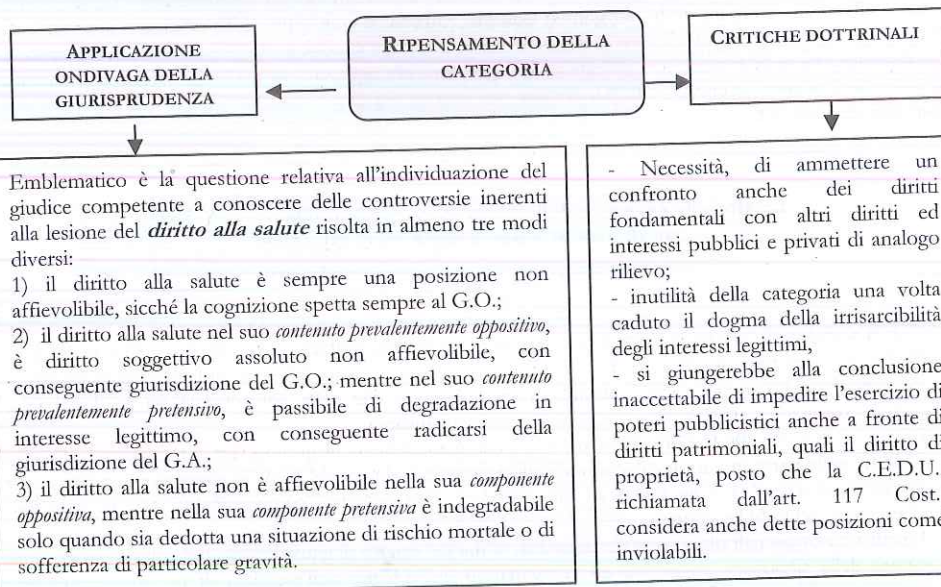 APPLICAZIONE
ONDIVAGA DELLA
GIURISPRUDENZA
RIPENSAMENTO DELLA
CATEGORIA
CRITICHE DOTTRINALI
Emblematico è la questione relativa all'individuazione del
giudice competente a conoscere delle controversie inerenti
alla lesione del diritto alla salute risolta in almeno tre modi
diversi:
1) il diritto alla salute è sempre una posizione non
affievolibile, sicché la cognizione spetta sempre al G.O.;
2) il diritto alla salute nel suo contenuto prevalentemente oppositivo,
è diritto soggettivo assoluto non affievolibile, con
conseguente giurisdizione del G.O.; mentre nel suo contenuto
prevalentemente pretensivo, è passibile di degradazione in
interesse legittimo, con conseguente radicarsi della
giurisdizione del G.A.;
3) il diritto alla salute non è affievolibile nella sua componente
oppositiva, mentre nella sua componente pretensiva è indegradabile
solo quando sia dedotta una situazione di rischio mortale o di
sofferenza di particolare gravità.
- Necessità, di ammettere un
confronto anche dei diritti
fondamentali con altri diritti ed
interessi pubblici e privati di analogo
rilievo;
- inutilità della categoria una volta
caduto il dogma della irrisarcibilità
degli interessi legittimi,
- si giungerebbe alla conclusione
inaccettabile di impedire l'esercizio di
poteri pubblicistici anche a fronte di
diritti patrimoniali, quali il diritto di
proprietà, posto che la C.E.D.U.
richiamata dall'art. 117 Cost.
considera anche dette posizioni come
inviolabili.